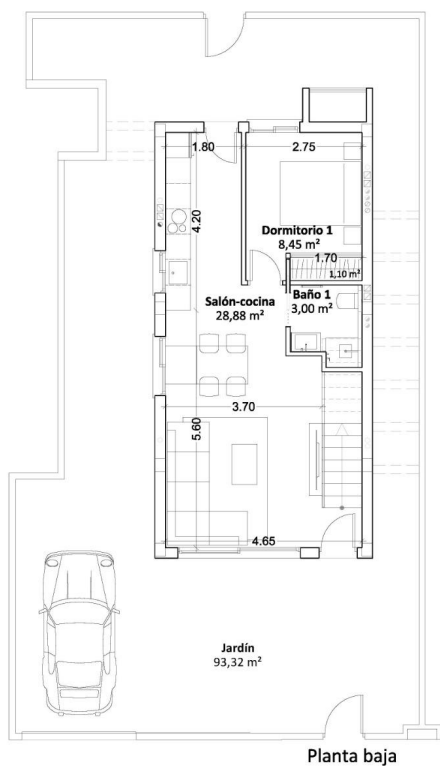 1.80
2.75
4.20
Dormitorio 1
8,45 m²
1.70
1,10 m²
Salón-cocina
28,88 m²
Baño 1
3,00 m²
3.70
5.60
4.65
Jardín
93,32 m²
Planta baja